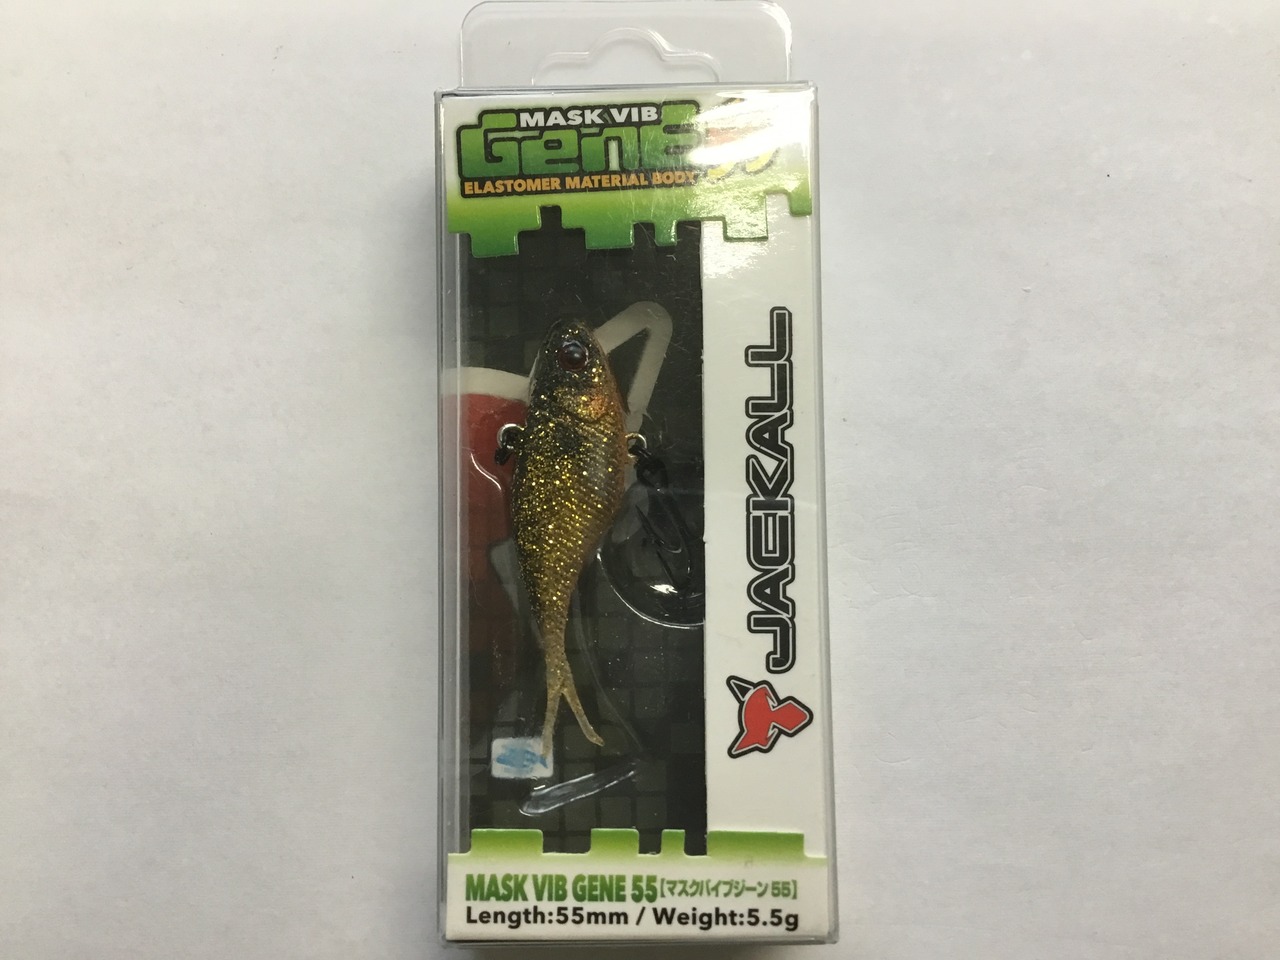 MASK VIB
Gene 55
ELASTOMER MATERIAL BODY
JACKALL
MASK VIB GENE 55【マスクバイブジーン55】
Length:55mm / Weight:5.5g